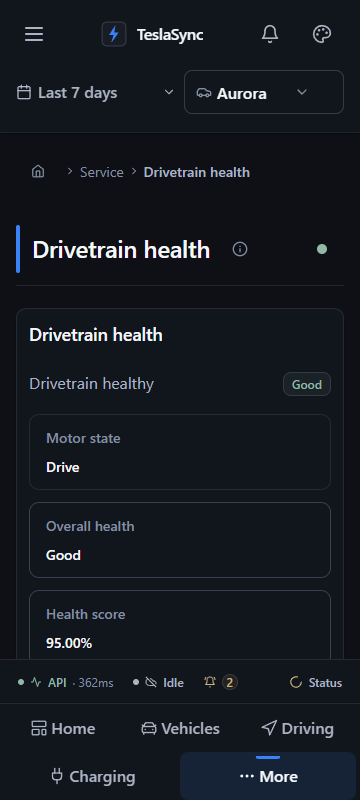 TeslaSync
Last 7 days
Aurora
Service
Drivetrain health
Drivetrain health
Drivetrain health
Drivetrain healthy
Good
Motor state
Drive
Overall health
Good
Health score
95.00%
API · 362ms
Idle
2
Status
Home
Vehicles
Driving
Charging
More